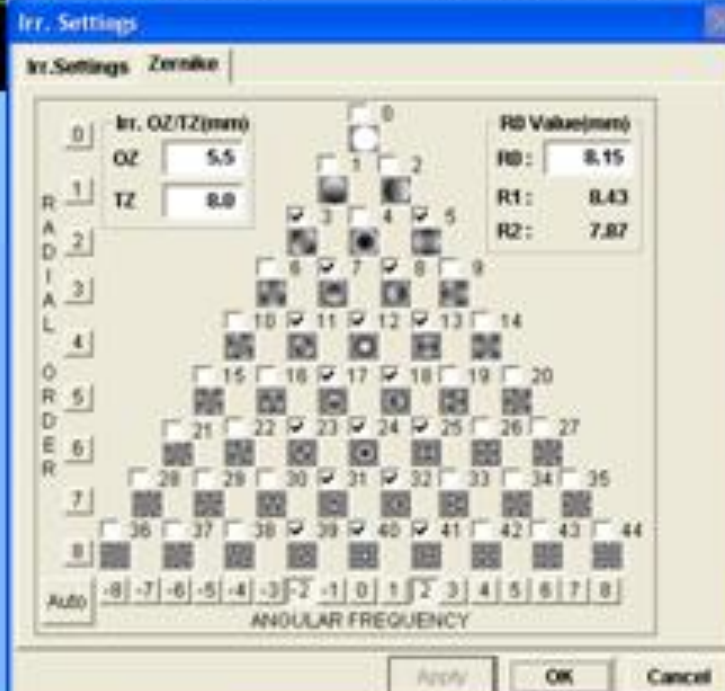 Irr. Settings
Irr.Settings Zernike
Irr. OZ/TZ(mm)
OZ 5.5
TZ 8.0
R0 Value(mm)
R0: 8.15
R1: 8.43
R2: 7.87
RADIAL ORDER
0 0
1 1 2
2 3 4 5
3 6 7 8 9
4 10 11 12 13 14
5 15 16 17 18 19 20
6 21 22 23 24 25 26 27
7 28 29 30 31 32 33 34 35
8 36 37 38 39 40 41 42 43 44
Auto -8 -7 -6 -5 -4 -3 -2 -1 0 1 2 3 4 5 6 7 8
ANGULAR FREQUENCY
Apply OK Cancel